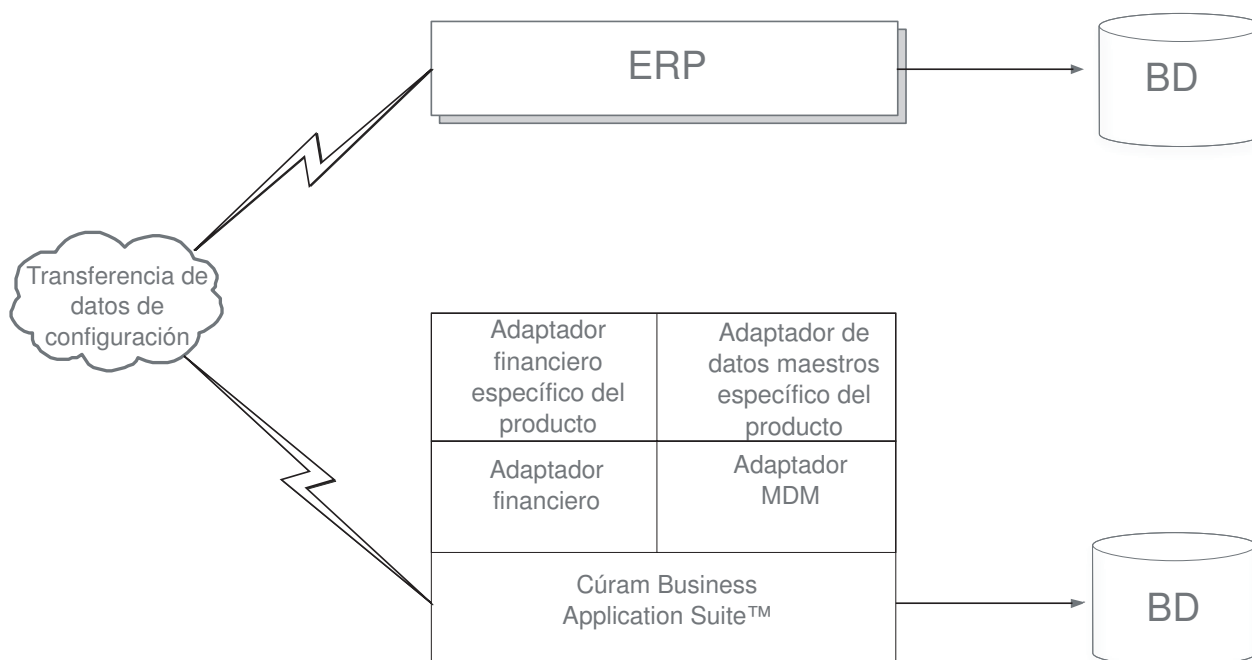 ERP
BD
Transferencia de
datos de
configuración
Adaptador
financiero
específico del
producto
Adaptador de
datos maestros
específico del
producto
Adaptador
financiero
Adaptador
MDM
Cúram Business
Application Suite™
BD